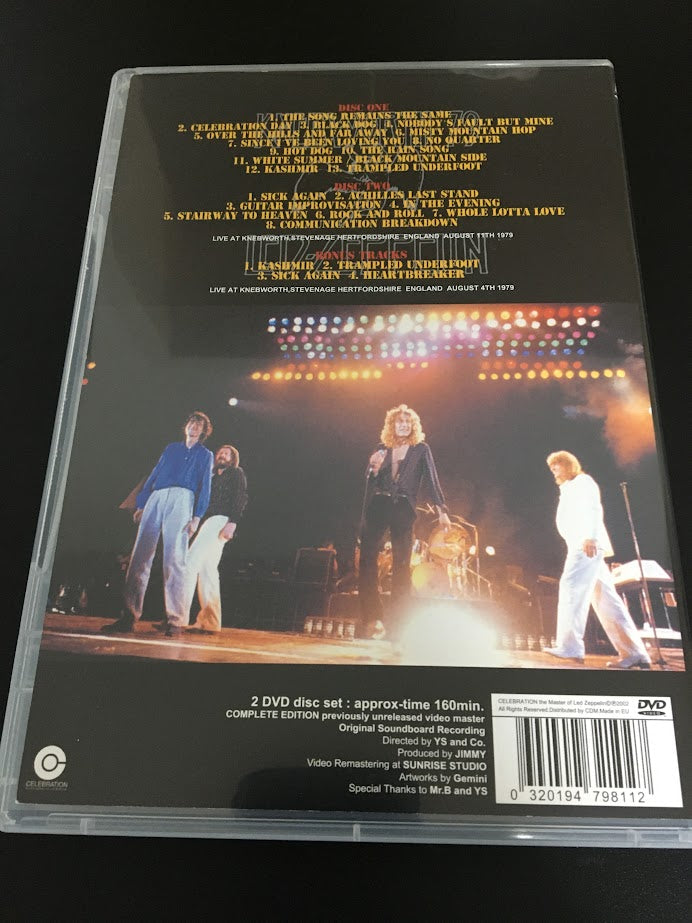 DISC ONE
1. THE SONG REMAINS THE SAME
2. CELEBRATION DAY 3. BLACK DOG 4. NOBODY'S FAULT BUT MINE
5. OVER THE HILLS AND FAR AWAY 6. MISTY MOUNTAIN HOP
7. SINCE I'VE BEEN LOVING YOU 8. NO QUARTER
9. HOT DOG 10. THE RAIN SONG
11. WHITE SUMMER BLACK MOUNTAIN SIDE
12. KASHMIR 13. TRAMPLED UNDERFOOT
DISC TWO
1. SICK AGAIN 2. ACHILLES LAST STAND
3. GUITAR IMPROVISATION 4. IN THE EVENING
5. STAIRWAY TO HEAVEN 6. ROCK AND ROLL 7. WHOLE LOTTA LOVE
8. COMMUNICATION BREAKDOWN
LIVE AT KNEBWORTH,STEVENAGE HERTFORDSHIRE ENGLAND AUGUST 11TH 1979
LED-ZEPPELIN
BONUS TRACKS
1. KASHMIR 2. TRAMPLED UNDERFOOT
3. SICK AGAIN 4. HEARTBREAKER
LIVE AT KNEBWORTH,STEVENAGE HERTFORDSHIRE ENGLAND AUGUST 4TH 1979
2 DVD disc set : approx-time 160min.
COMPLETE EDITION previously unreleased video master
Original Soundboard Recording
Directed by YS and Co.
Produced by JIMMY
Video Remastering at SUNRISE STUDIO
Artworks by Gemini
Special Thanks to Mr.B and YS
CELEBRATION
CELEBRATION the Master of Led Zeppelin©℗2002
All Rights Reserved.Distributed by CDM Made in EU
DVD
VIDEO
0 320194 798112